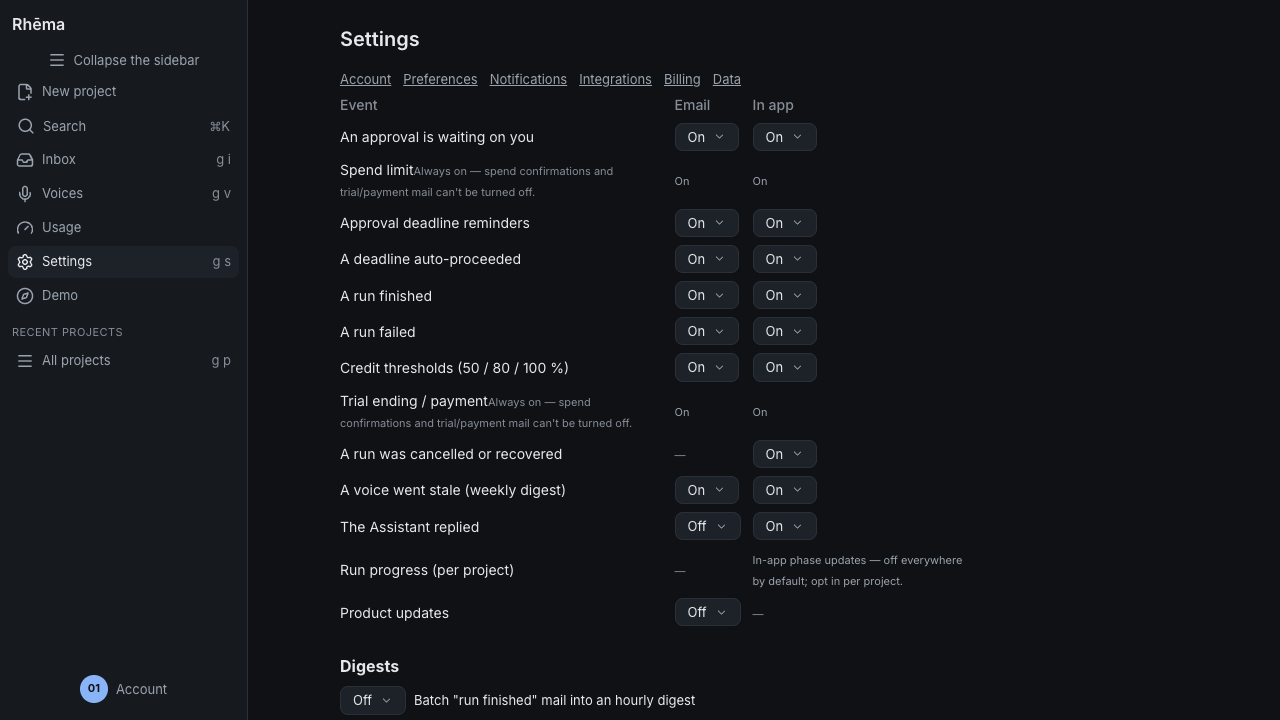 Rhēma
Collapse the sidebar
New project
Search ⌘K
Inbox g i
Voices g v
Usage
Settings g s
Demo
RECENT PROJECTS
All projects g p
01 Account
Settings
Account Preferences Notifications Integrations Billing Data
Event Email In app
An approval is waiting on you On On
Spend limitAlways on — spend confirmations and
trial/payment mail can't be turned off. On On
Approval deadline reminders On On
A deadline auto-proceeded On On
A run finished On On
A run failed On On
Credit thresholds (50 / 80 / 100 %) On On
Trial ending / paymentAlways on — spend
confirmations and trial/payment mail can't be turned off. On On
A run was cancelled or recovered — On
A voice went stale (weekly digest) On On
The Assistant replied Off On
Run progress (per project) — In-app phase updates — off everywhere
by default; opt in per project.
Product updates Off —
Digests
Off Batch "run finished" mail into an hourly digest